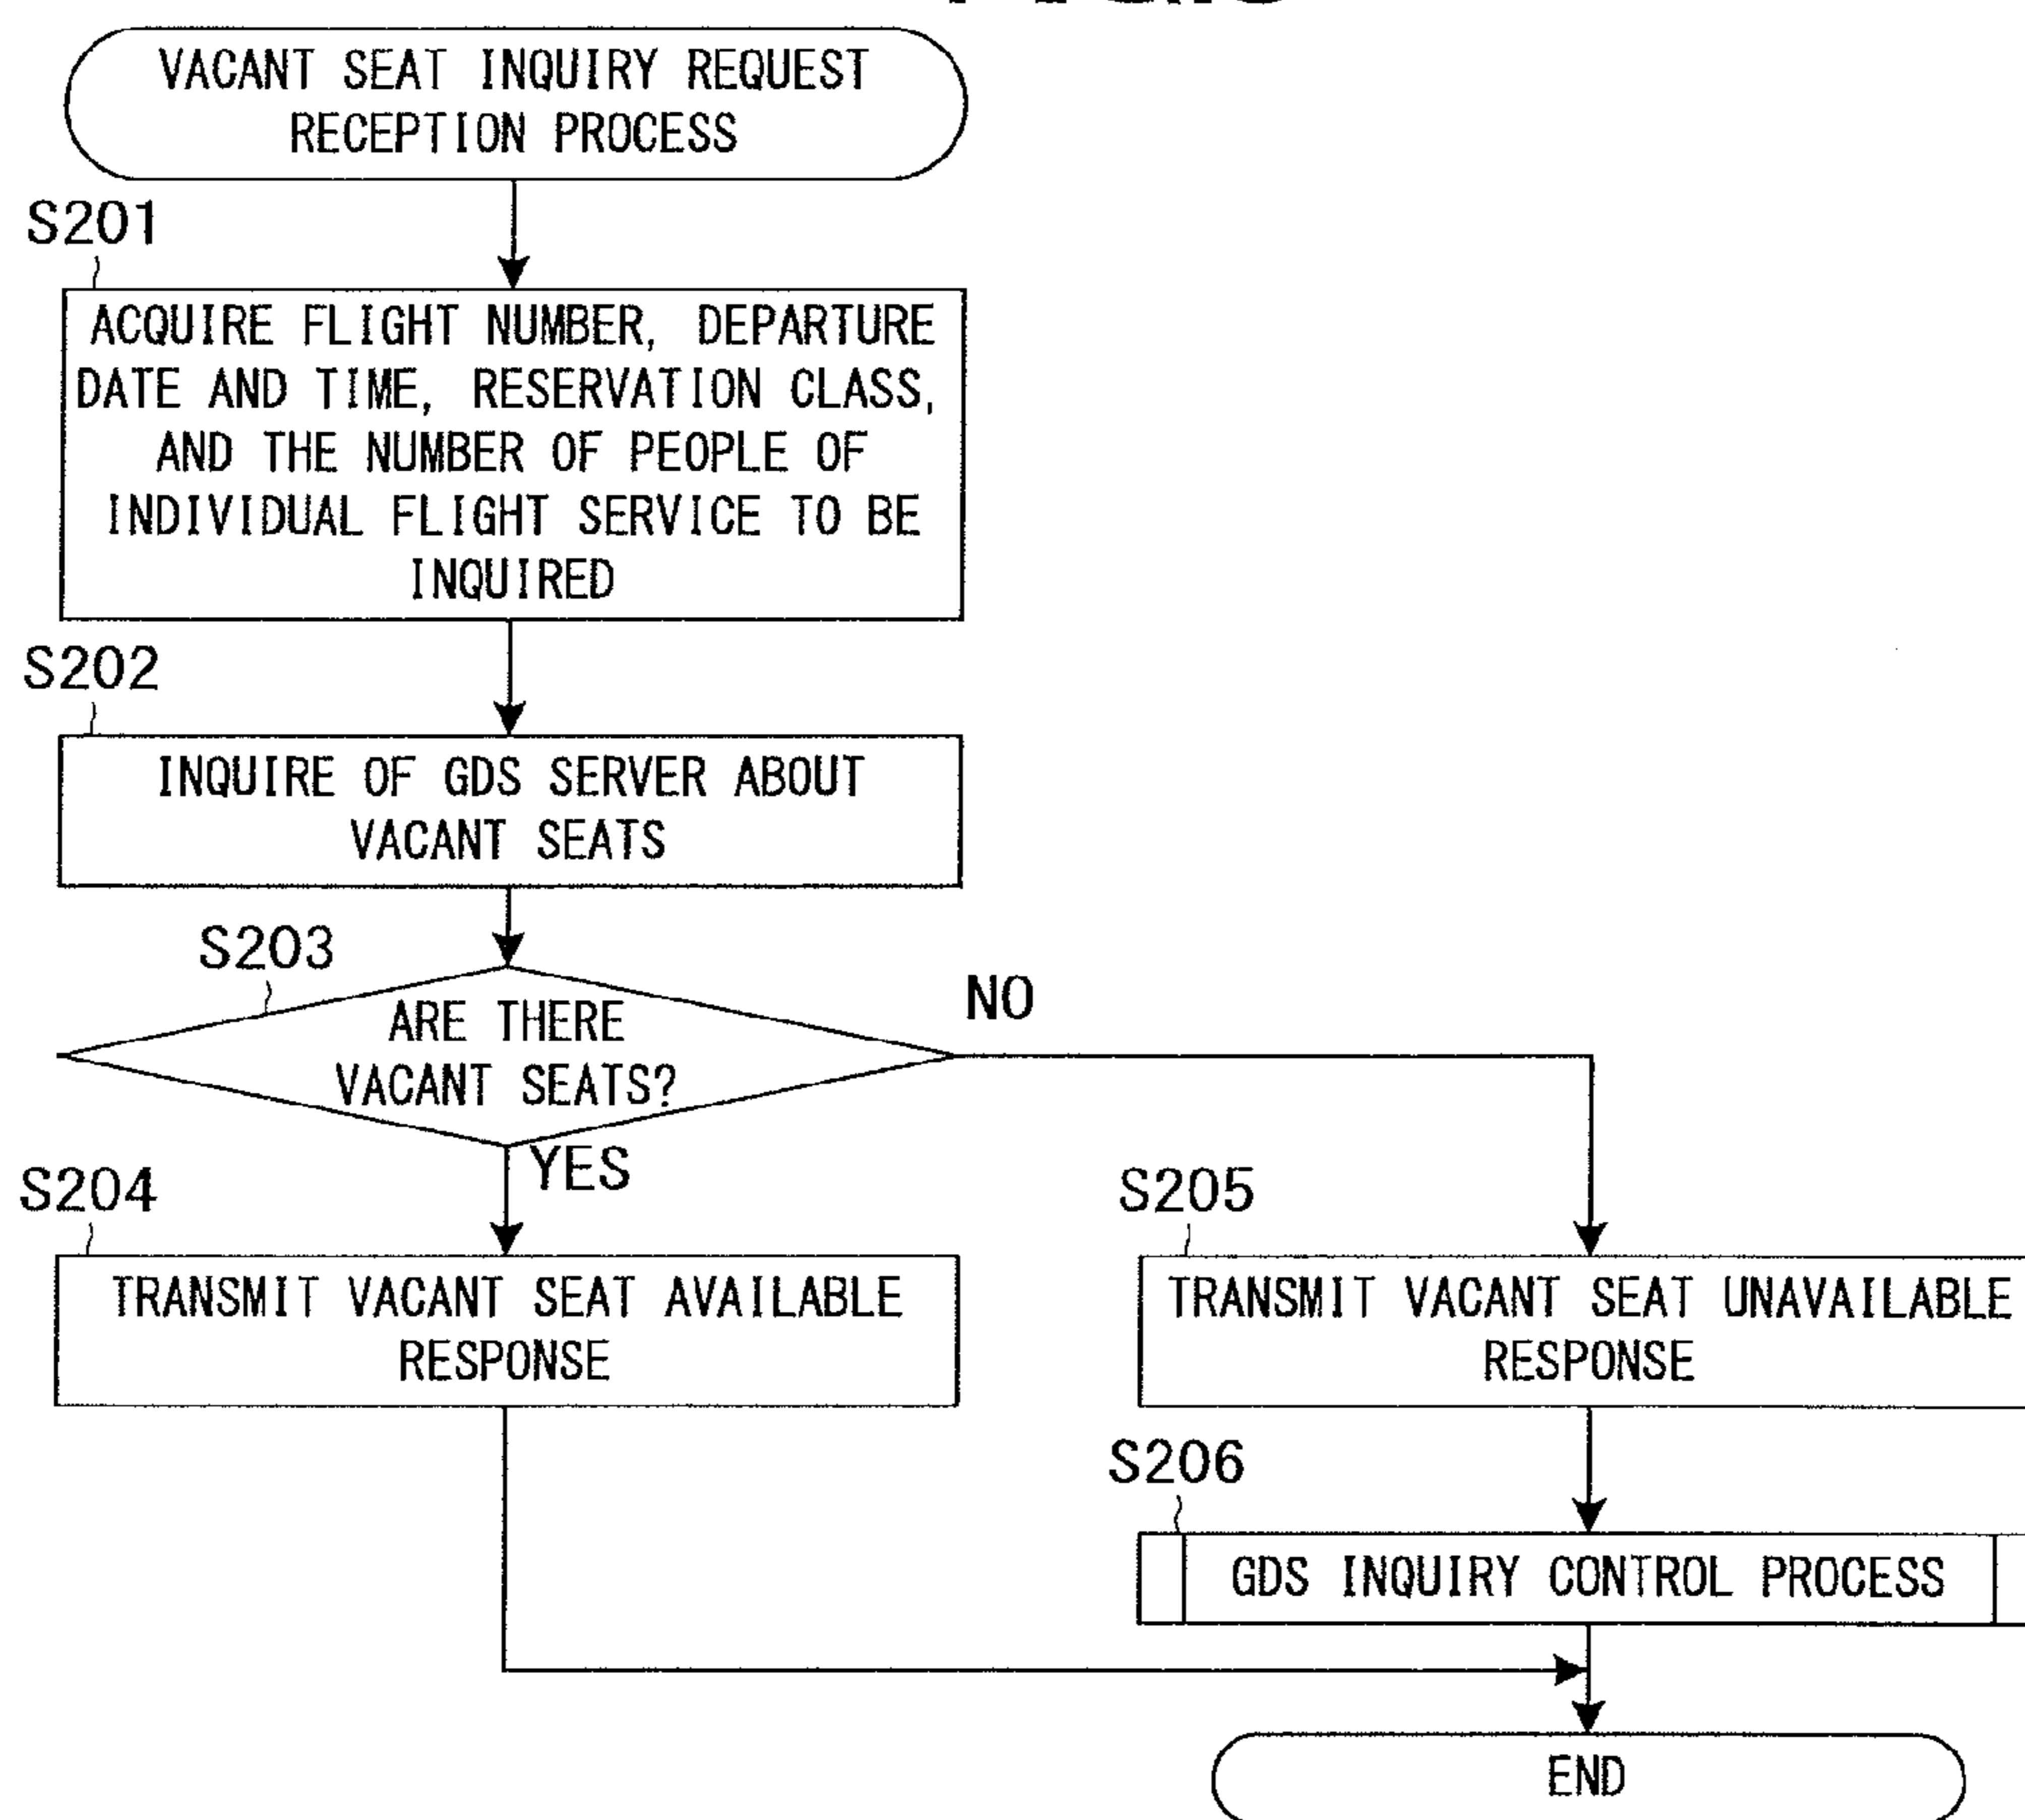 VACANT SEAT INQUIRY REQUEST
RECEPTION PROCESS
S201
ACQUIRE FLIGHT NUMBER, DEPARTURE
DATE AND TIME, RESERVATION CLASS,
AND THE NUMBER OF PEOPLE OF
INDIVIDUAL FLIGHT SERVICE TO BE
INQUIRED
S202
INQUIRE OF GDS SERVER ABOUT
VACANT SEATS
S203
ARE THERE
VACANT SEATS?
NO
YES
S204
TRANSMIT VACANT SEAT AVAILABLE
RESPONSE
S205
TRANSMIT VACANT SEAT UNAVAILABLE
RESPONSE
S206
GDS INQUIRY CONTROL PROCESS
END